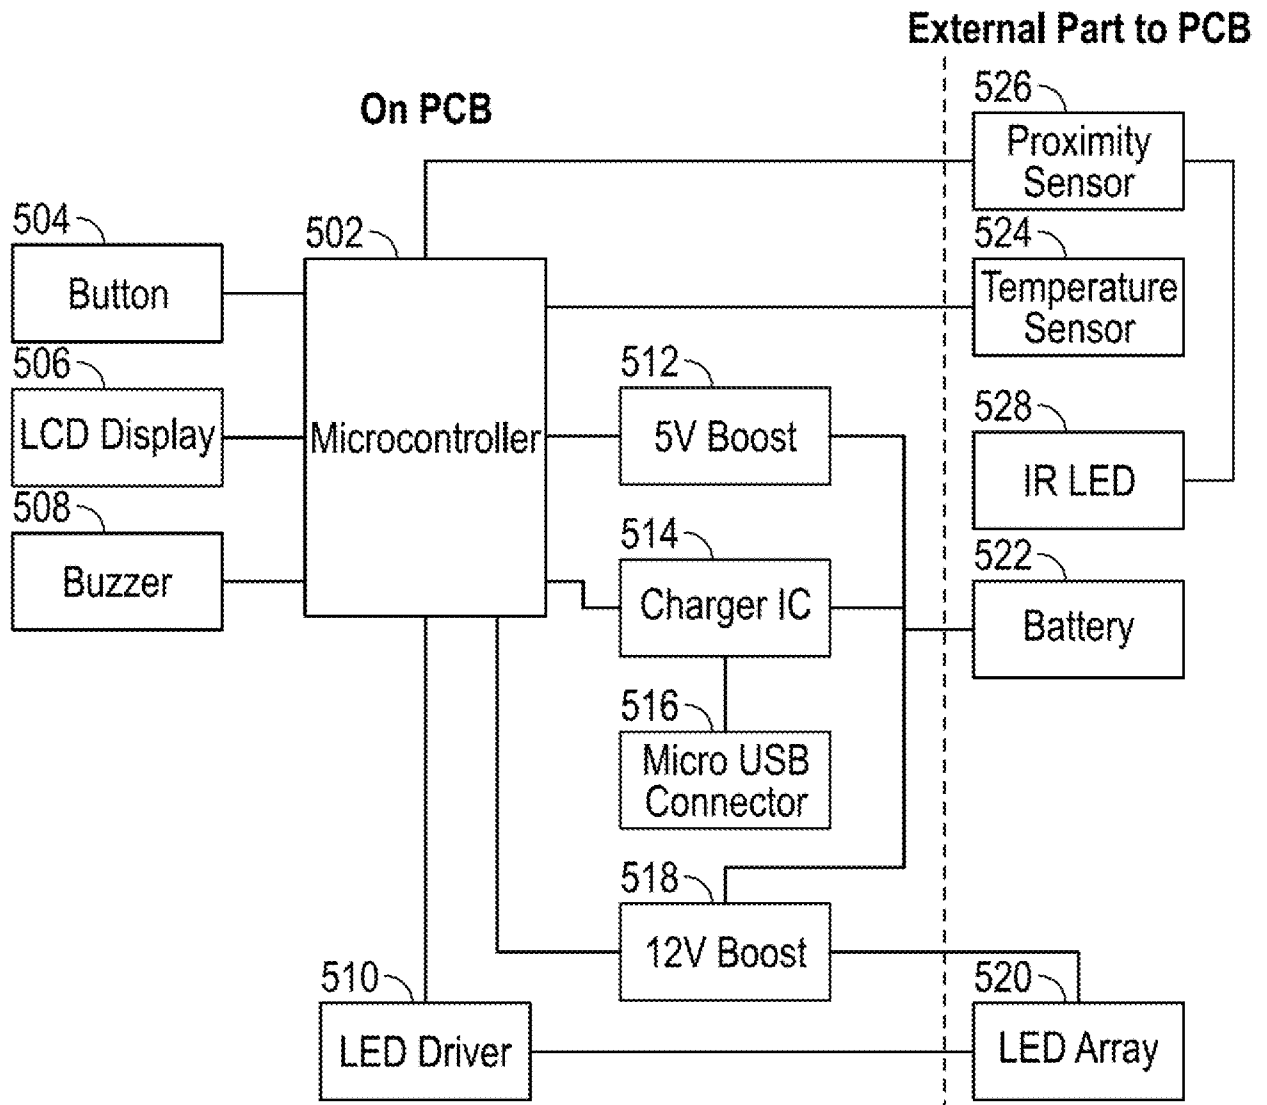 External Part to PCB
On PCB
526
Proximity
Sensor
504
Button
502
Microcontroller
524
Temperature
Sensor
506
LCD Display
512
5V Boost
528
IR LED
508
Buzzer
514
Charger IC
522
Battery
516
Micro USB
Connector
518
12V Boost
510
LED Driver
520
LED Array